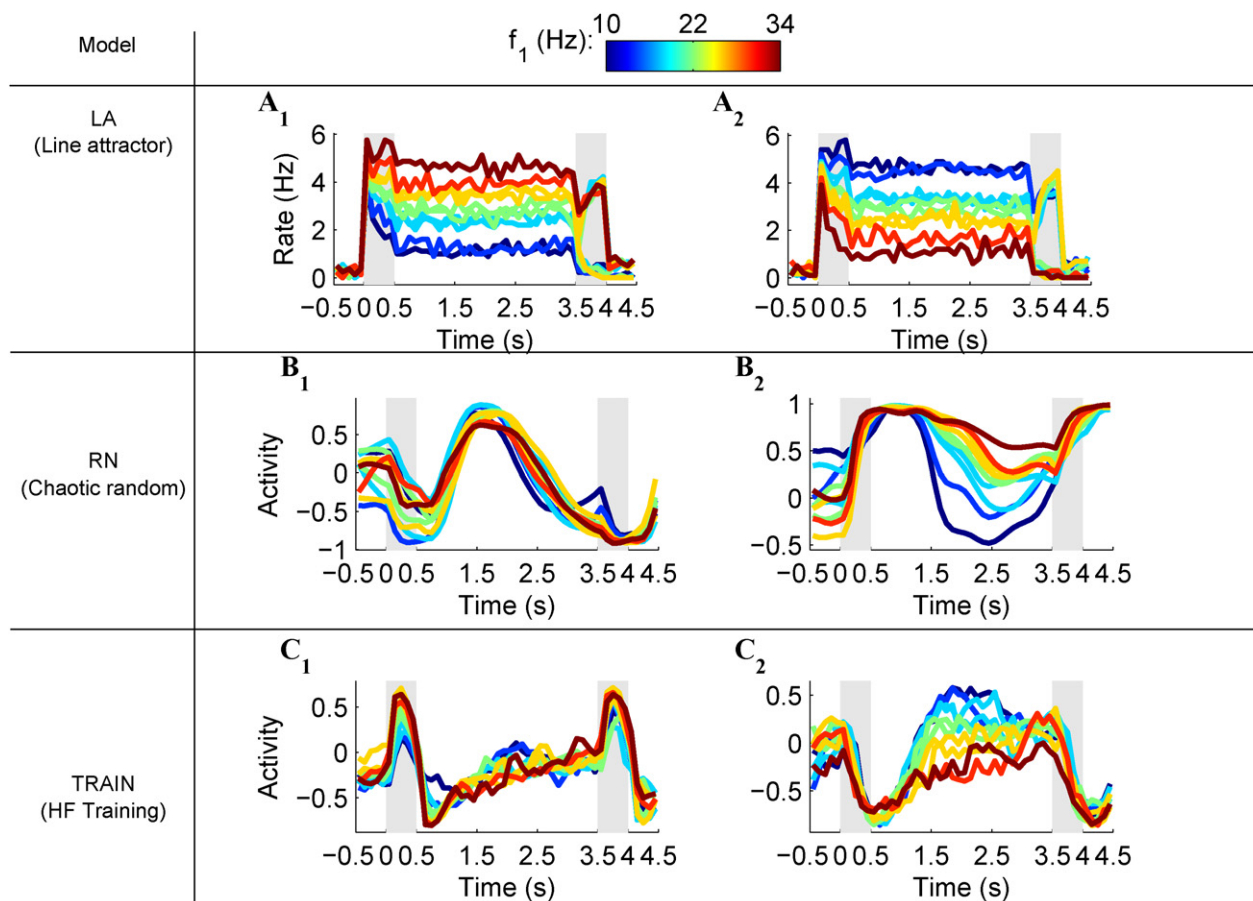 Model
f_1 (Hz):
10 22 34
LA
(Line attractor)
A1
Rate (Hz)
6
4
2
0
−0.5 0 0.5 1.5 2.5 3.5 4 4.5
Time (s)
A2
6
4
2
0
−0.5 0 0.5 1.5 2.5 3.5 4 4.5
Time (s)
RN
(Chaotic random)
B1
Activity
0.5
0
−0.5
−1
−0.5 0 0.5 1.5 2.5 3.5 4 4.5
Time (s)
B2
1
0.5
0
−0.5
−0.5 0 0.5 1.5 2.5 3.5 4 4.5
Time (s)
TRAIN
(HF Training)
C1
Activity
0.5
0
−0.5
−0.5 0 0.5 1.5 2.5 3.5 4 4.5
Time (s)
C2
0.5
0
−0.5
−0.5 0 0.5 1.5 2.5 3.5 4 4.5
Time (s)